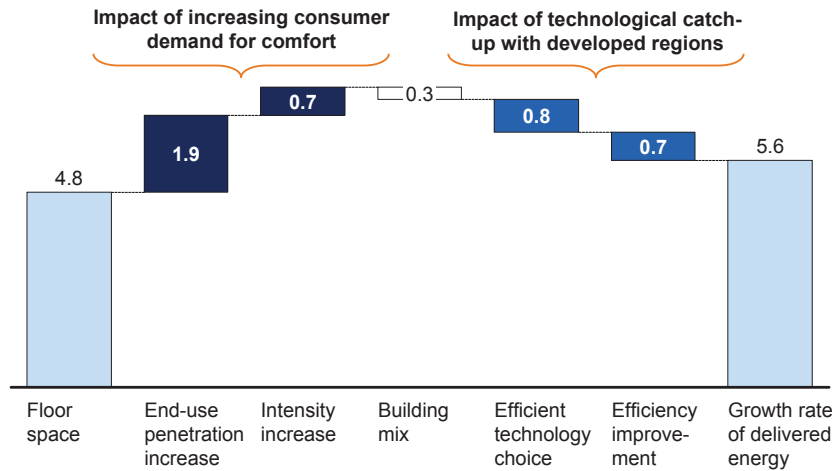 Impact of increasing consumer
demand for comfort
Impact of technological catch-
up with developed regions
4.8
1.9
0.7
0.3
0.8
0.7
5.6
Floor
space
End-use
penetration
increase
Intensity
increase
Building
mix
Efficient
technology
choice
Efficiency
improve-
ment
Growth rate
of delivered
energy